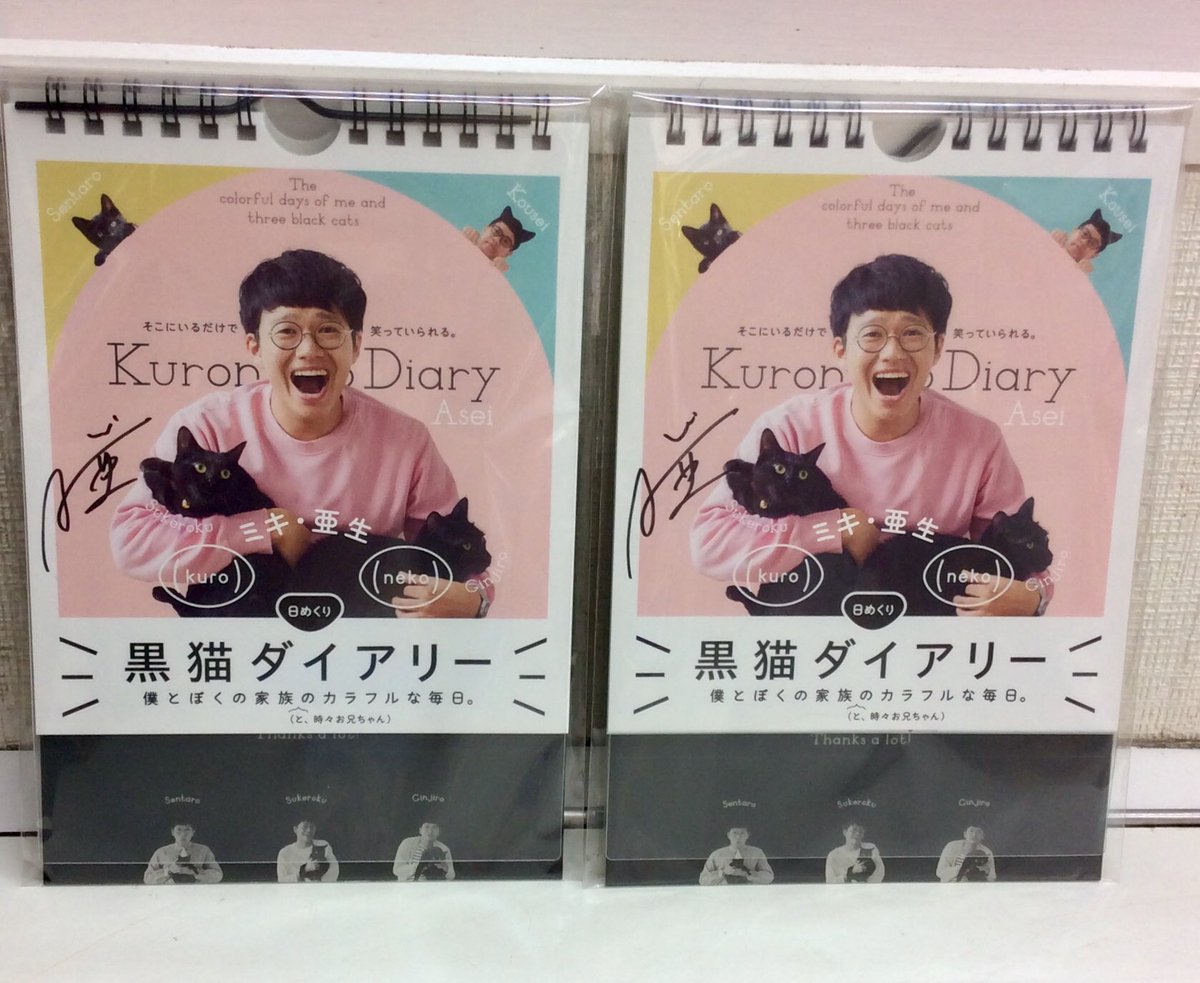 Sentaro
Kousei
The
colorful days of me and
three black cats
そこにいるだけで 笑っていられる。
Kuron Diary
Asei
Sukeroku
ミキ・亜生
Ginjiro
(kuro) (neko)
日めくり
黒猫ダイアリー
僕とぼくの家族のカラフルな毎日。
(と、時々お兄ちゃん)
Thanks a lot!
Sentaro Sukeroku Ginjiro
Sentaro
Kousei
The
colorful days of me and
three black cats
そこにいるだけで 笑っていられる。
Kuron Diary
Asei
Sukeroku
ミキ・亜生
Ginjiro
(kuro) (neko)
日めくり
黒猫ダイアリー
僕とぼくの家族のカラフルな毎日。
(と、時々お兄ちゃん)
Thanks a lot!
Sentaro Sukeroku Ginjiro